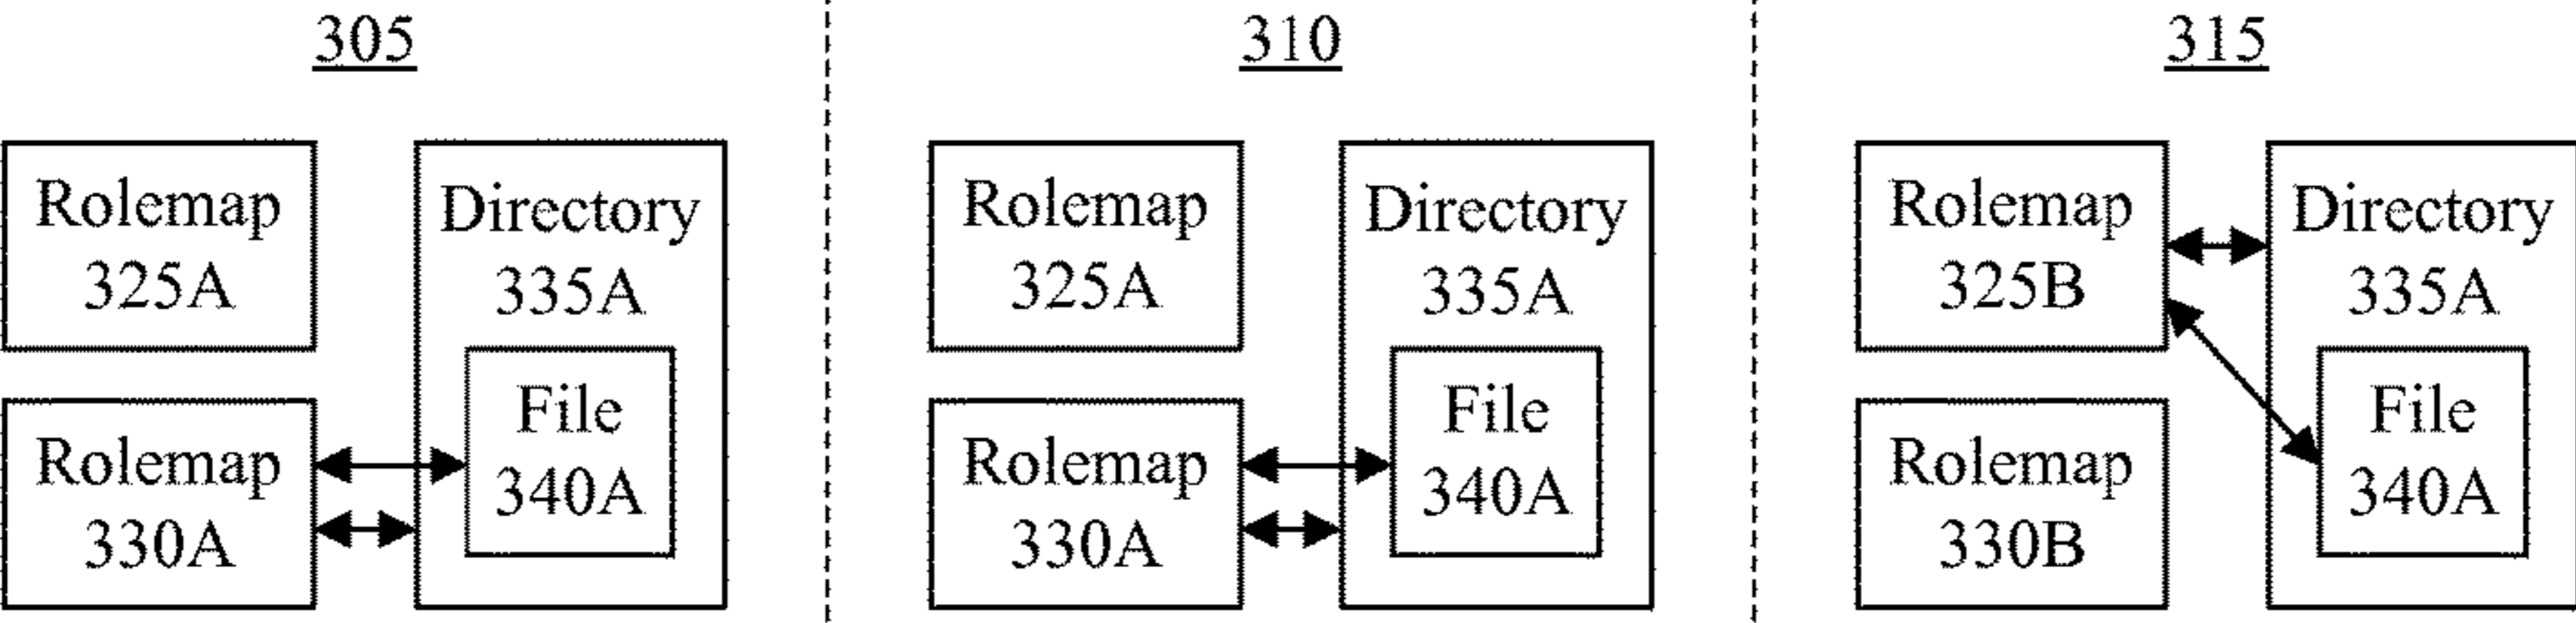 305
Rolemap
325A
Rolemap
330A
Directory
335A
File
340A
310
Rolemap
325A
Rolemap
330A
Directory
335A
File
340A
315
Rolemap
325B
Rolemap
330B
Directory
335A
File
340A